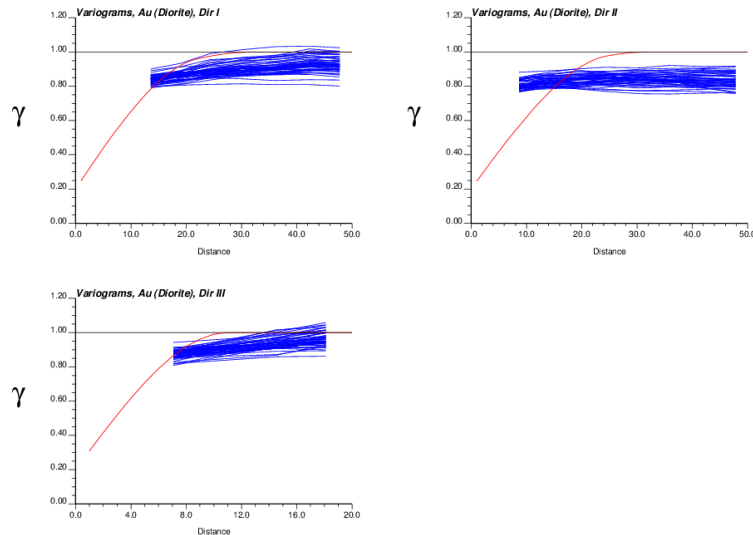 Variograms, Au (Diorite), Dir I
1.20
1.00
0.80
0.60
0.40
0.20
0.00
γ
0.0 10.0 20.0 30.0 40.0 50.0
Distance
Variograms, Au (Diorite), Dir II
1.20
1.00
0.80
0.60
0.40
0.20
0.00
γ
0.0 10.0 20.0 30.0 40.0 50.0
Distance
Variograms, Au (Diorite), Dir III
1.20
1.00
0.80
0.60
0.40
0.20
0.00
γ
0.0 4.0 8.0 12.0 16.0 20.0
Distance